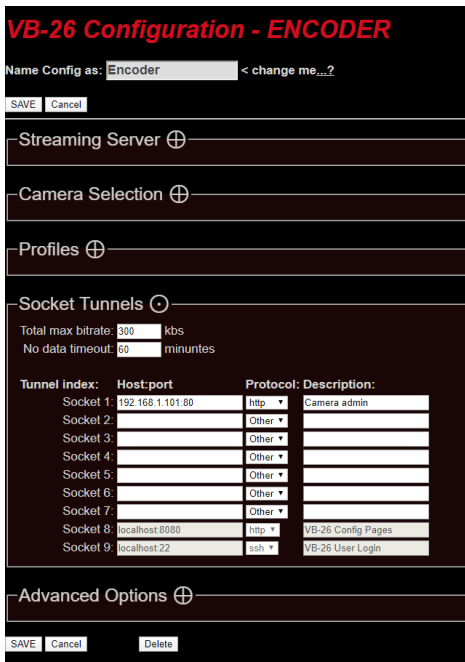 VB-26 Configuration - ENCODER
Name Config as: Encoder < change me...?
SAVE Cancel
Streaming Server
Camera Selection
Profiles
Socket Tunnels
Total max bitrate: 300 kbs
No data timeout: 60 minuntes
Tunnel index: Host:port Protocol: Description:
Socket 1: 192.168.1.101:80 http Camera admin
Socket 2: Other
Socket 3: Other
Socket 4: Other
Socket 5: Other
Socket 6: Other
Socket 7: Other
Socket 8: localhost:8080 http VB-26 Config Pages
Socket 9: localhost:22 ssh VB-26 User Login
Advanced Options
SAVE Cancel Delete